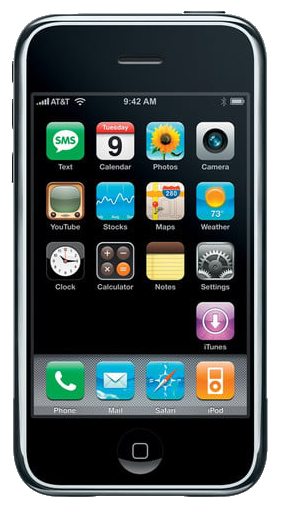 AT&T 9:42 AM
SMS Tuesday 9 280 73°
Text Calendar Photos Camera
YouTube Stocks Maps Weather
Clock Calculator Notes Settings
iTunes
Phone Mail Safari iPod